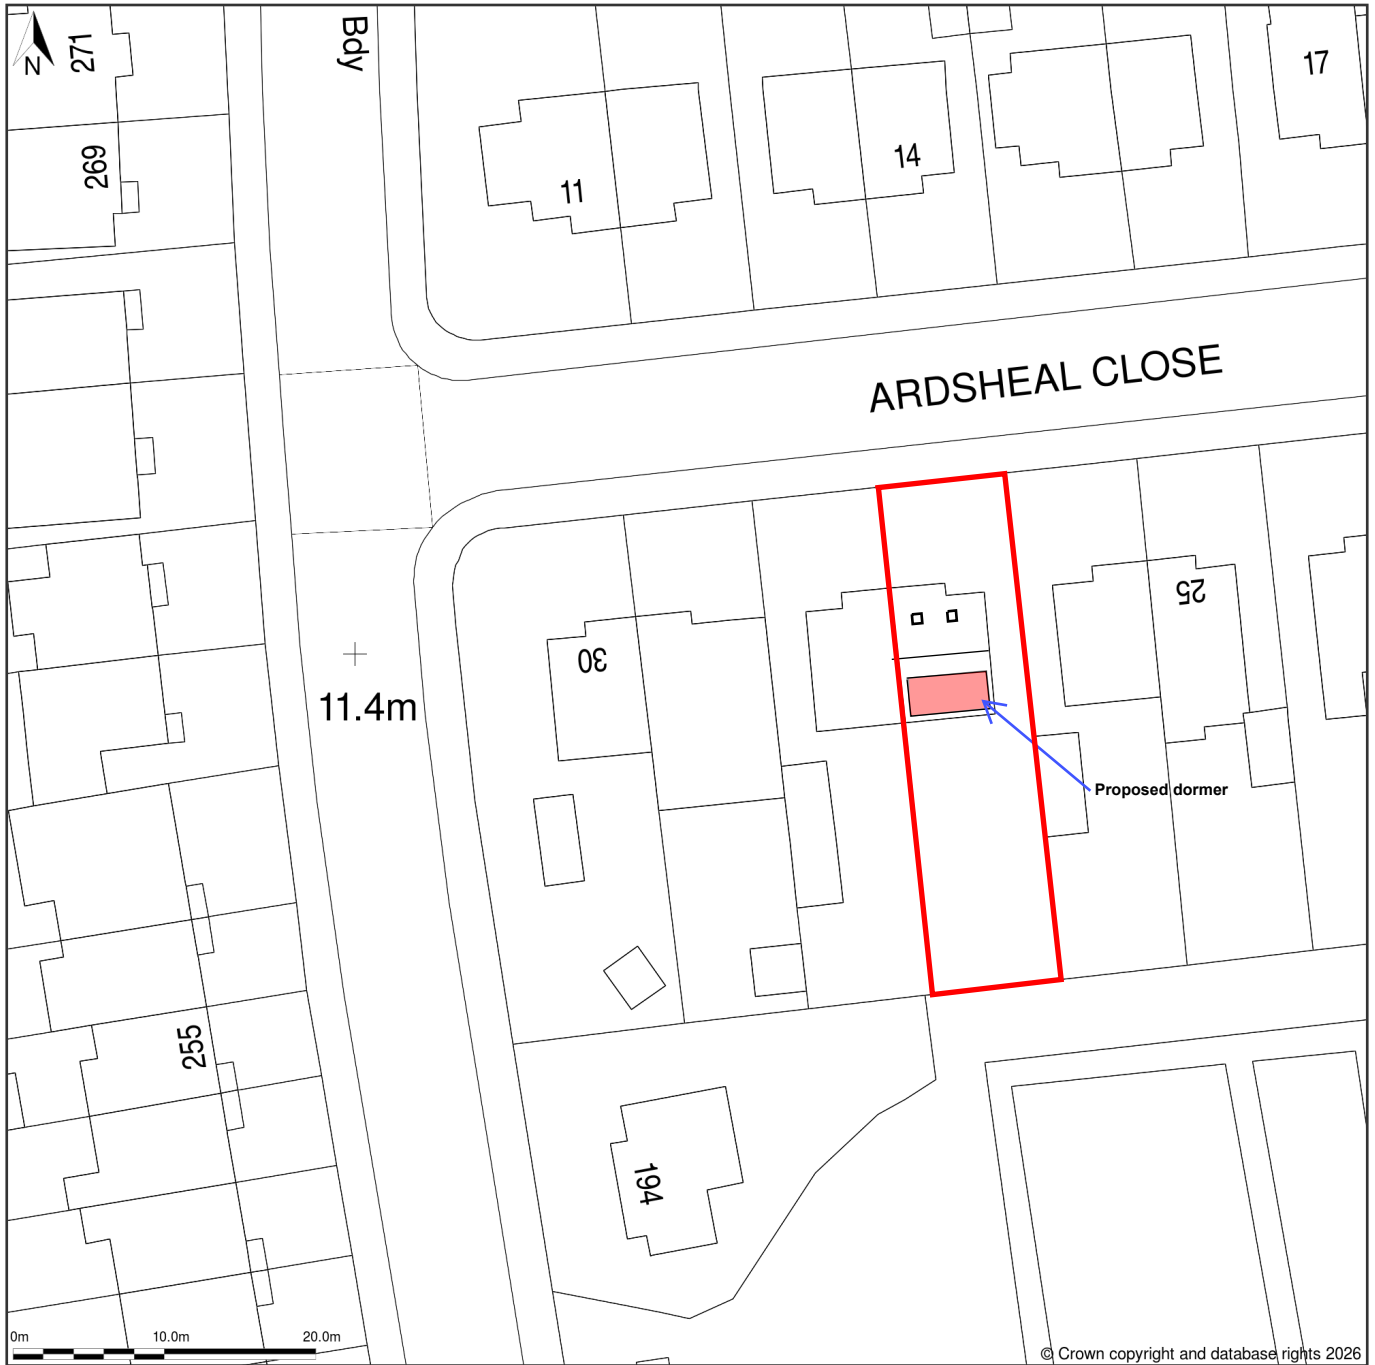 N
271
Bdy
17
269
14
11
ARDSHEAL CLOSE
25
30
11.4m
Proposed dormer
255
194
0m
10.0m
20.0m
© Crown copyright and database rights 2026